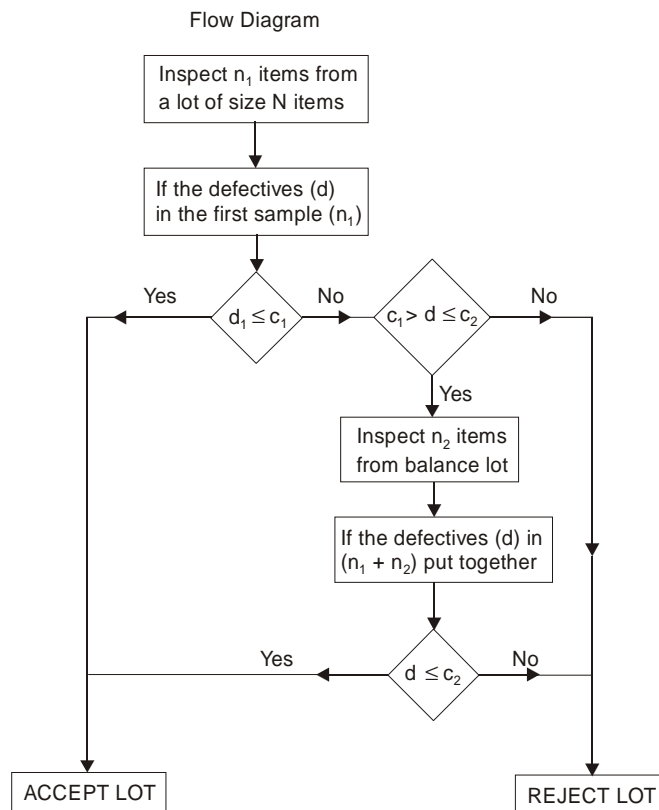 Flow Diagram
Inspect n₁ items from
a lot of size N items
If the defectives (d)
in the first sample (n₁)
Yes
d₁ ≤ c₁
No
c₁ > d ≤ c₂
No
Yes
Inspect n₂ items
from balance lot
If the defectives (d) in
(n₁ + n₂) put together
Yes
d ≤ c₂
No
ACCEPT LOT
REJECT LOT